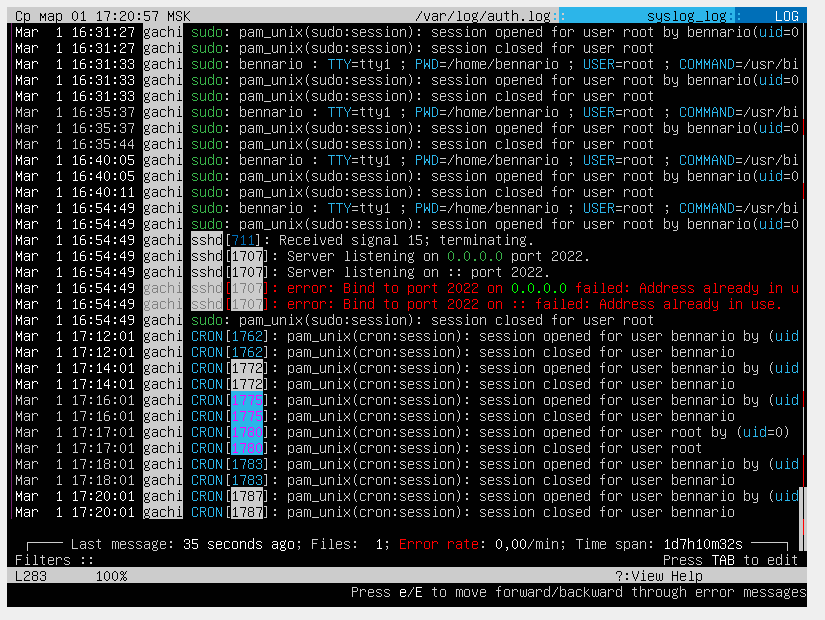 Ср мар 01 17:20:57 MSK /var/log/auth.log: : syslog_log: : LOG
Mar  1 16:31:27 gachi sudo: pam_unix(sudo:session): session opened for user root by bennario(uid=0
Mar  1 16:31:27 gachi sudo: pam_unix(sudo:session): session closed for user root
Mar  1 16:31:33 gachi sudo: bennario : TTY=tty1 ; PWD=/home/bennario ; USER=root ; COMMAND=/usr/bi
Mar  1 16:31:33 gachi sudo: pam_unix(sudo:session): session opened for user root by bennario(uid=0
Mar  1 16:31:33 gachi sudo: pam_unix(sudo:session): session closed for user root
Mar  1 16:35:37 gachi sudo: bennario : TTY=tty1 ; PWD=/home/bennario ; USER=root ; COMMAND=/usr/bi
Mar  1 16:35:37 gachi sudo: pam_unix(sudo:session): session opened for user root by bennario(uid=0
Mar  1 16:35:44 gachi sudo: pam_unix(sudo:session): session closed for user root
Mar  1 16:40:05 gachi sudo: bennario : TTY=tty1 ; PWD=/home/bennario ; USER=root ; COMMAND=/usr/bi
Mar  1 16:40:05 gachi sudo: pam_unix(sudo:session): session opened for user root by bennario(uid=0
Mar  1 16:40:11 gachi sudo: pam_unix(sudo:session): session closed for user root
Mar  1 16:54:49 gachi sudo: bennario : TTY=tty1 ; PWD=/home/bennario ; USER=root ; COMMAND=/usr/bi
Mar  1 16:54:49 gachi sudo: pam_unix(sudo:session): session opened for user root by bennario(uid=0
Mar  1 16:54:49 gachi sshd[711]: Received signal 15; terminating.
Mar  1 16:54:49 gachi sshd[1707]: Server listening on 0.0.0.0 port 2022.
Mar  1 16:54:49 gachi sshd[1707]: Server listening on :: port 2022.
Mar  1 16:54:49 gachi sshd[1707]: error: Bind to port 2022 on 0.0.0.0 failed: Address already in u
Mar  1 16:54:49 gachi sshd[1707]: error: Bind to port 2022 on :: failed: Address already in use.
Mar  1 16:54:49 gachi sudo: pam_unix(sudo:session): session closed for user root
Mar  1 17:12:01 gachi CRON[1762]: pam_unix(cron:session): session opened for user bennario by (uid
Mar  1 17:12:01 gachi CRON[1762]: pam_unix(cron:session): session closed for user bennario
Mar  1 17:14:01 gachi CRON[1772]: pam_unix(cron:session): session opened for user bennario by (uid
Mar  1 17:14:01 gachi CRON[1772]: pam_unix(cron:session): session closed for user bennario
Mar  1 17:16:01 gachi CRON[1775]: pam_unix(cron:session): session opened for user bennario by (uid
Mar  1 17:16:01 gachi CRON[1775]: pam_unix(cron:session): session closed for user bennario
Mar  1 17:17:01 gachi CRON[1780]: pam_unix(cron:session): session opened for user root by (uid=0)
Mar  1 17:17:01 gachi CRON[1780]: pam_unix(cron:session): session closed for user root
Mar  1 17:18:01 gachi CRON[1783]: pam_unix(cron:session): session opened for user bennario by (uid
Mar  1 17:18:01 gachi CRON[1783]: pam_unix(cron:session): session closed for user bennario
Mar  1 17:20:01 gachi CRON[1787]: pam_unix(cron:session): session opened for user bennario by (uid
Mar  1 17:20:01 gachi CRON[1787]: pam_unix(cron:session): session closed for user bennario
Last message: 35 seconds ago; Files:  1; Error rate: 0,00/min; Time span: 1d7h10m32s
Filters :: Press TAB to edit
L283 100% ?:View Help
Press e/E to move forward/backward through error messages